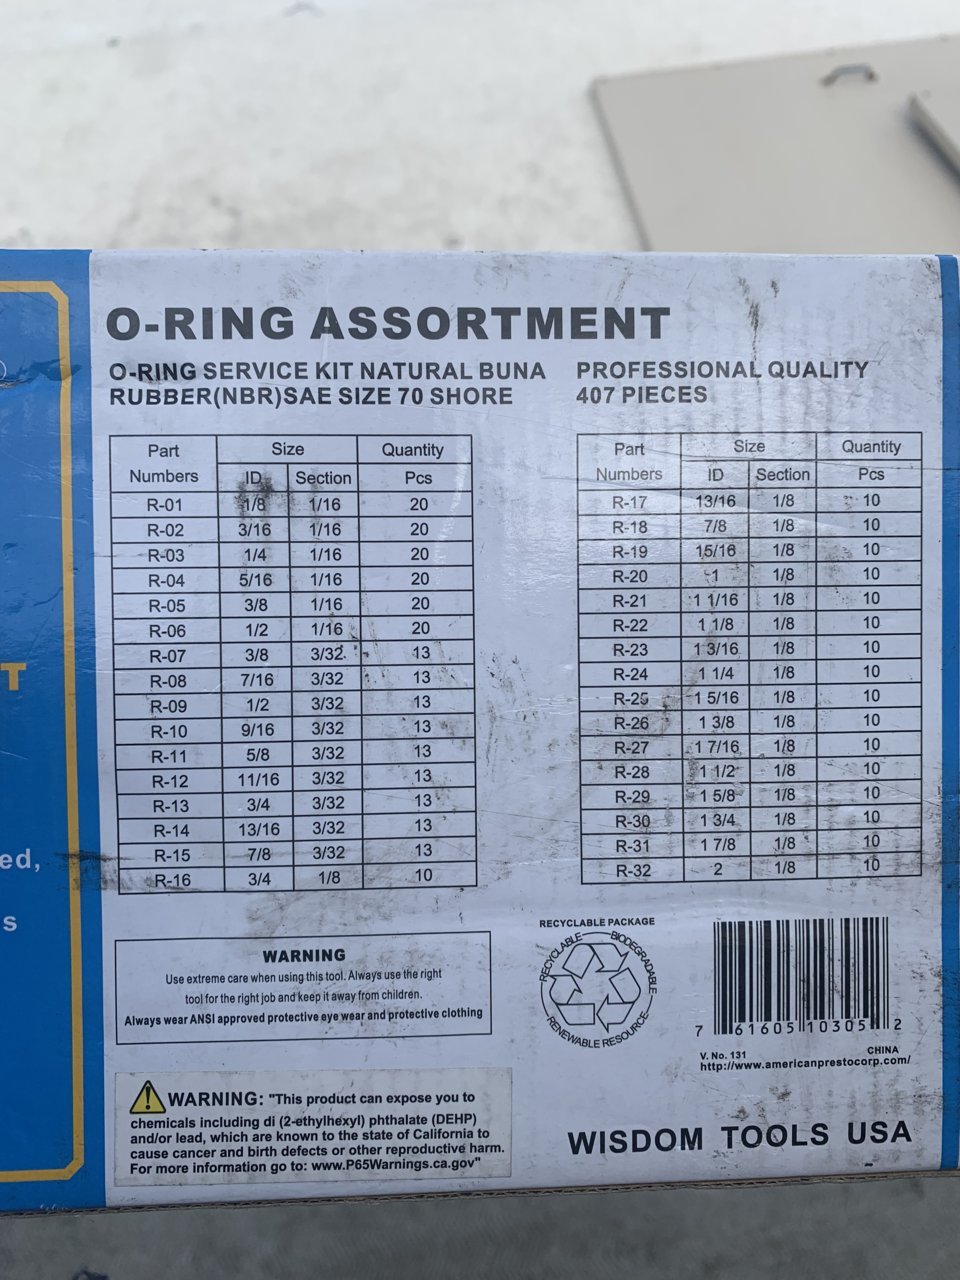 O-RING ASSORTMENT
O-RING SERVICE KIT NATURAL BUNA
RUBBER(NBR)SAE SIZE 70 SHORE
PROFESSIONAL QUALITY
407 PIECES
Part Numbers Size Quantity
ID Section Pcs
R-01 1/8 1/16 20
R-02 3/16 1/16 20
R-03 1/4 1/16 20
R-04 5/16 1/16 20
R-05 3/8 1/16 20
R-06 1/2 1/16 20
R-07 3/8 3/32 13
R-08 7/16 3/32 13
R-09 1/2 3/32 13
R-10 9/16 3/32 13
R-11 5/8 3/32 13
R-12 11/16 3/32 13
R-13 3/4 3/32 13
R-14 13/16 3/32 13
R-15 7/8 3/32 13
R-16 3/4 1/8 10
Part Numbers Size Quantity
ID Section Pcs
R-17 13/16 1/8 10
R-18 7/8 1/8 10
R-19 15/16 1/8 10
R-20 1 1/8 10
R-21 1 1/16 1/8 10
R-22 1 1/8 1/8 10
R-23 1 3/16 1/8 10
R-24 1 1/4 1/8 10
R-25 1 5/16 1/8 10
R-26 1 3/8 1/8 10
R-27 1 7/16 1/8 10
R-28 1 1/2 1/8 10
R-29 1 5/8 1/8 10
R-30 1 3/4 1/8 10
R-31 1 7/8 1/8 10
R-32 2 1/8 10
T
ed,
s
WARNING
Use extreme care when using this tool. Always use the right
tool for the right job and keep it away from children.
Always wear ANSI approved protective eye wear and protective clothing
RECYCLABLE PACKAGE
RECYCLABLE BIODEGRADABLE
RENEWABLE RESOURCE
7 61605 10305 2
V. No. 131 CHINA
http://www.americanprestocorp.com/
WARNING: "This product can expose you to
chemicals including di (2-ethylhexyl) phthalate (DEHP)
and/or lead, which are known to the state of California to
cause cancer and birth defects or other reproductive harm.
For more information go to: www.P65Warnings.ca.gov"
WISDOM TOOLS USA